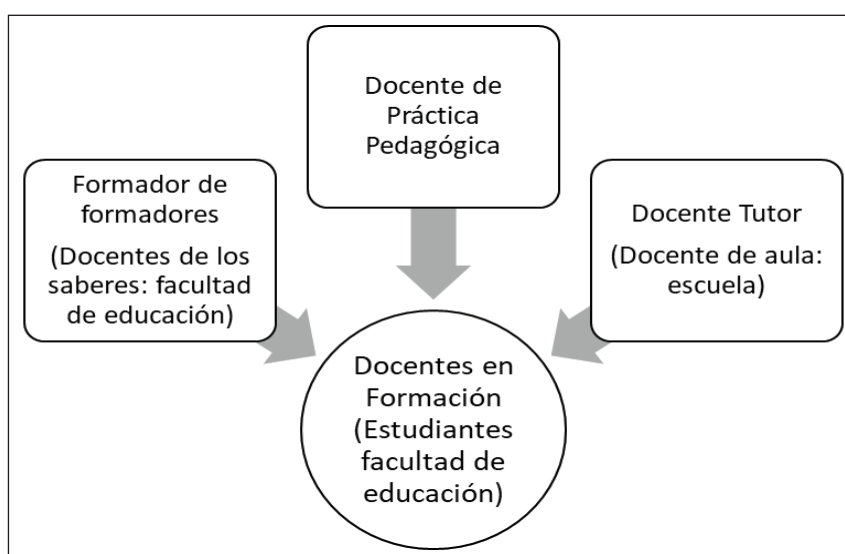 Docente de
Práctica
Pedagógica
Formador de
formadores
(Docentes de los
saberes: facultad
de educación)
Docente Tutor
(Docente de aula:
escuela)
Docentes en
Formación
(Estudiantes
facultad de
educación)